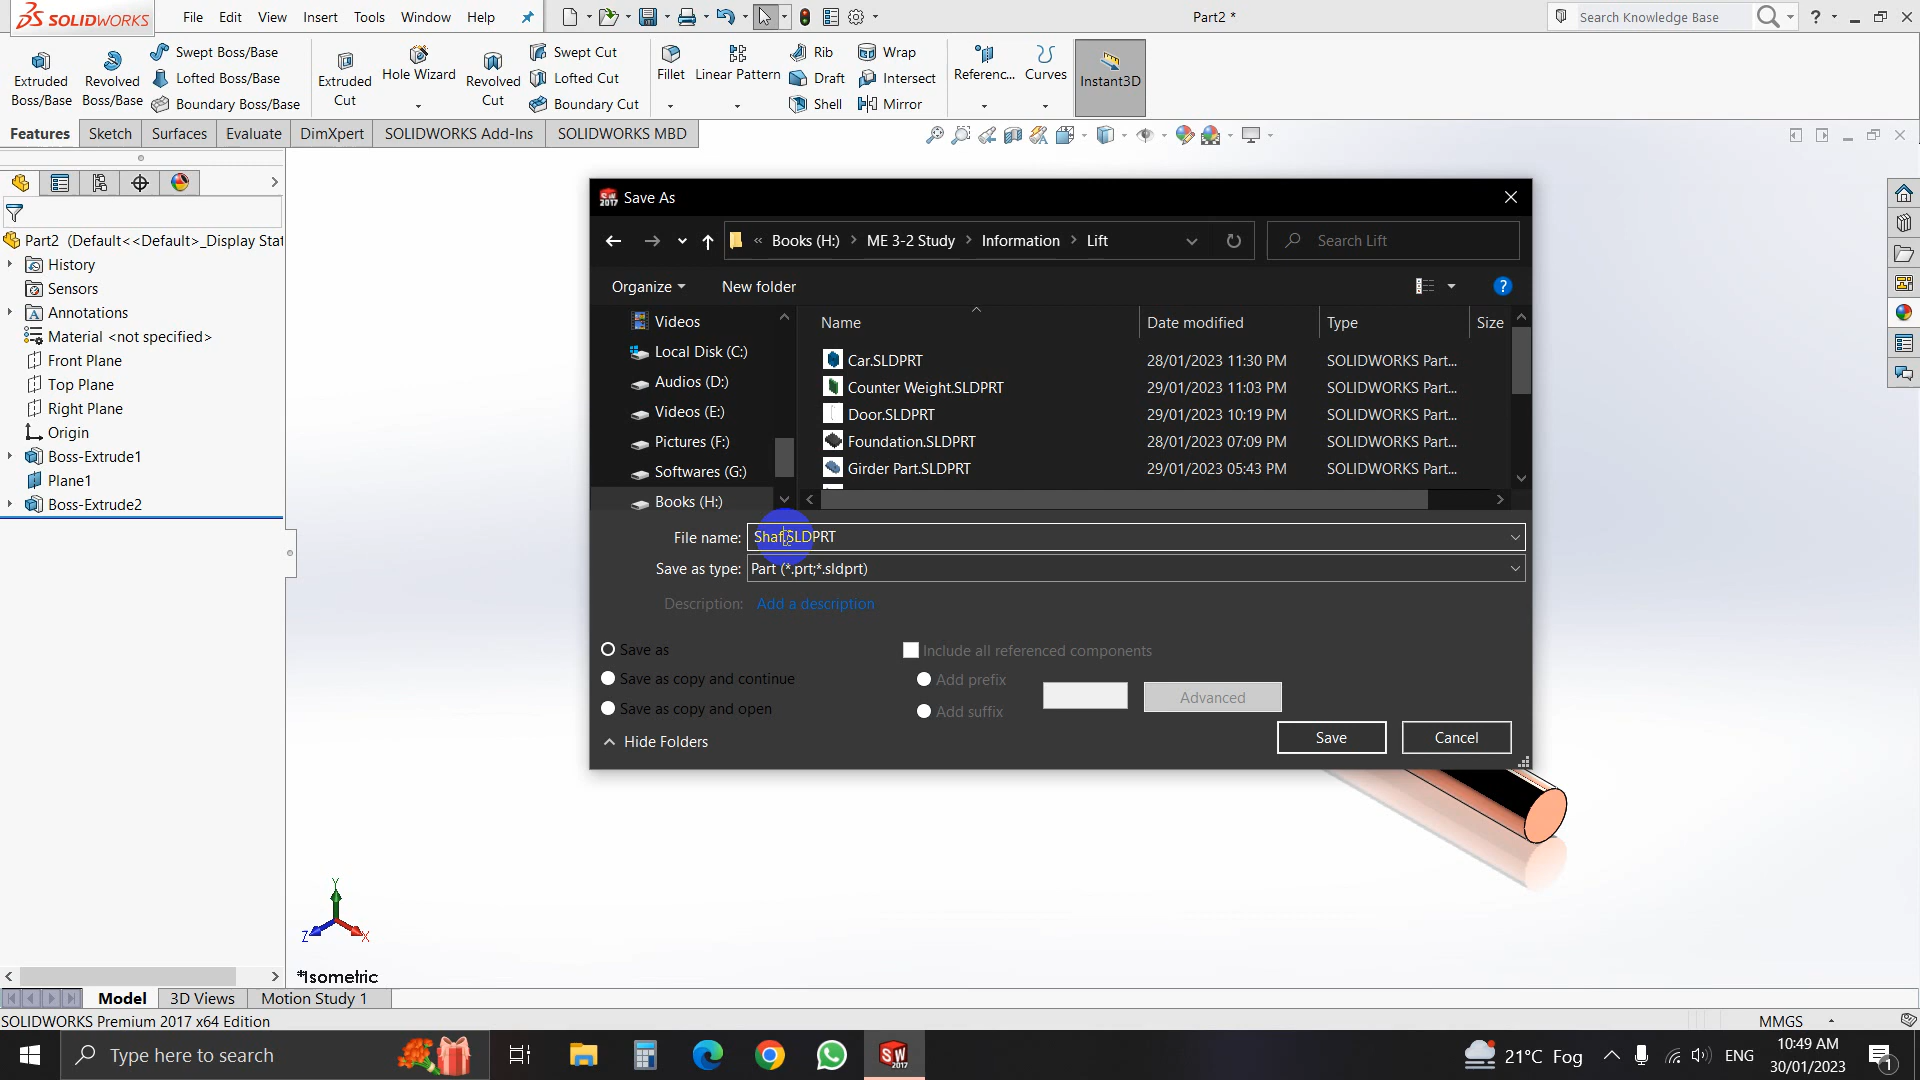 SOLIDWORKS File Edit View Insert Tools Window Help Part2 * Search Knowledge Base ?
Extruded Boss/Base
Revolved Boss/Base
Swept Boss/Base
Lofted Boss/Base
Boundary Boss/Base
Extruded Cut
Hole Wizard
Revolved Cut
Swept Cut
Lofted Cut
Boundary Cut
Fillet
Linear Pattern
Rib
Draft
Shell
Wrap
Intersect
Mirror
Referenc...
Curves
Instant3D
Features Sketch Surfaces Evaluate DimXpert SOLIDWORKS Add-Ins SOLIDWORKS MBD
Part2 (Default<<Default>_Display Stat
History
Sensors
Annotations
Material <not specified>
Front Plane
Top Plane
Right Plane
Origin
Boss-Extrude1
Plane1
Boss-Extrude2
SW 2017 Save As
« Books (H:) > ME 3-2 Study > Information > Lift
Search Lift
Organize New folder ?
Videos
Local Disk (C:)
Audios (D:)
Videos (E:)
Pictures (F:)
Softwares (G:)
Books (H:)
Name Date modified Type Size
Car.SLDPRT 28/01/2023 11:30 PM SOLIDWORKS Part...
Counter Weight.SLDPRT 29/01/2023 11:03 PM SOLIDWORKS Part...
Door.SLDPRT 29/01/2023 10:19 PM SOLIDWORKS Part...
Foundation.SLDPRT 28/01/2023 07:09 PM SOLIDWORKS Part...
Girder Part.SLDPRT 29/01/2023 05:43 PM SOLIDWORKS Part...
File name: Shaf.SLDPRT
Save as type: Part (*.prt;*.sldprt)
Description: Add a description
Save as
Save as copy and continue
Save as copy and open
Include all referenced components
Add prefix
Add suffix
Advanced
Hide Folders
Save Cancel
Y
Z X
*Isometric
Model 3D Views Motion Study 1
SOLIDWORKS Premium 2017 x64 Edition MMGS
Type here to search
SW 2017
21°C Fog
ENG
10:49 AM
30/01/2023
1